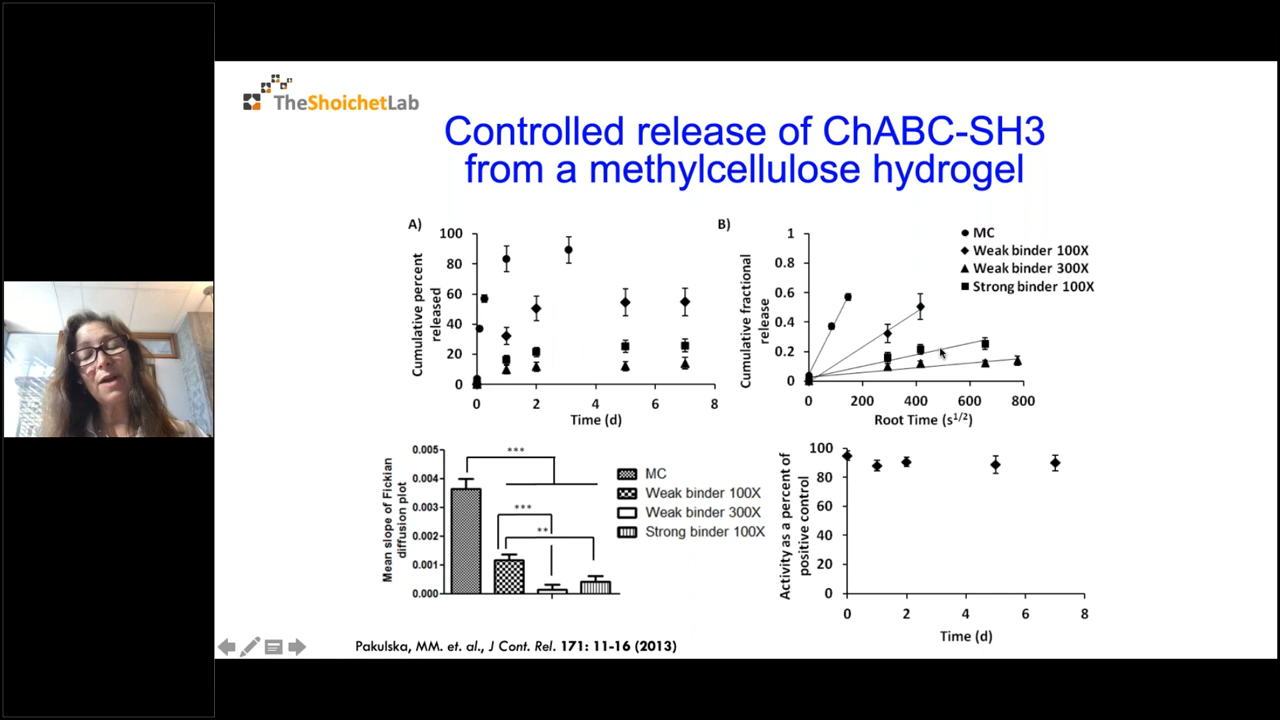 TheShoichetLab
Controlled release of ChABC-SH3
from a methylcellulose hydrogel
A)
Cumulative percent
released
100
80
60
40
20
0
0 2 4 6 8
Time (d)
B)
Cumulative fractional
release
1
0.8
0.6
0.4
0.2
0
0 200 400 600 800
Root Time (s1/2)
MC
Weak binder 100X
Weak binder 300X
Strong binder 100X
Mean slope of Fickian
diffusion plot
0.005
0.004
0.003
0.002
0.001
0.000
***
***
**
MC
Weak binder 100X
Weak binder 300X
Strong binder 100X
Activity as a percent of
positive control
100
80
60
40
20
0
0 2 4 6 8
Time (d)
Pakulska, MM. et. al., J Cont. Rel. 171: 11-16 (2013)